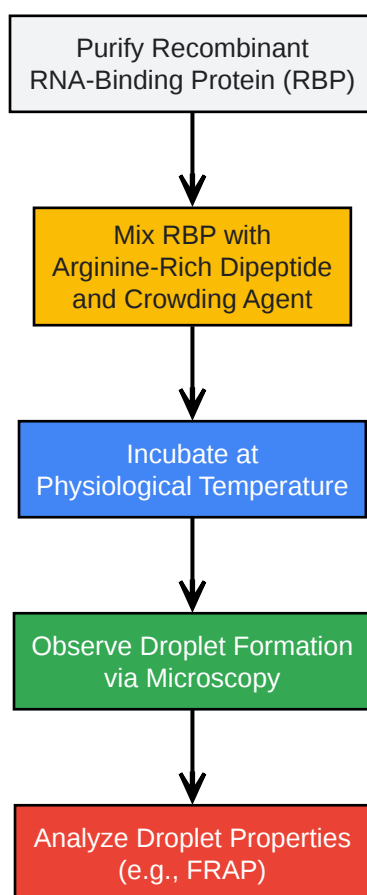 Purify Recombinant
RNA-Binding Protein (RBP)
Mix RBP with
Arginine-Rich Dipeptide
and Crowding Agent
Incubate at
Physiological Temperature
Observe Droplet Formation
via Microscopy
Analyze Droplet Properties
(e.g., FRAP)